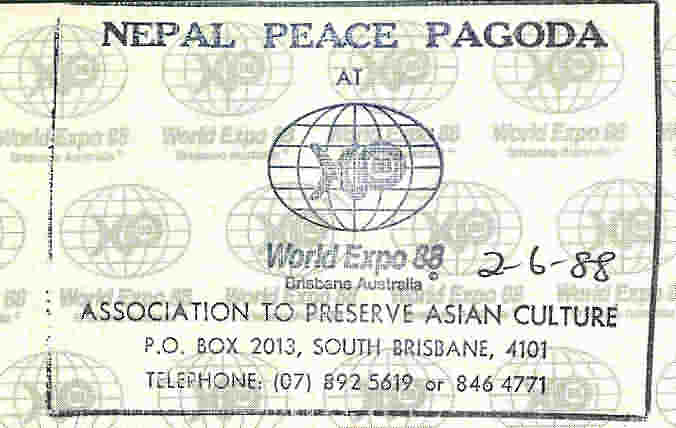 NEPAL PEACE PAGODA
AT
World Expo 88
©
Brisbane Australia
2-6-88
ASSOCIATION TO PRESERVE ASIAN CULTURE
P.O. BOX 2013, SOUTH BRISBANE, 4101
TELEPHONE: (07) 892 5619 or 846 4771